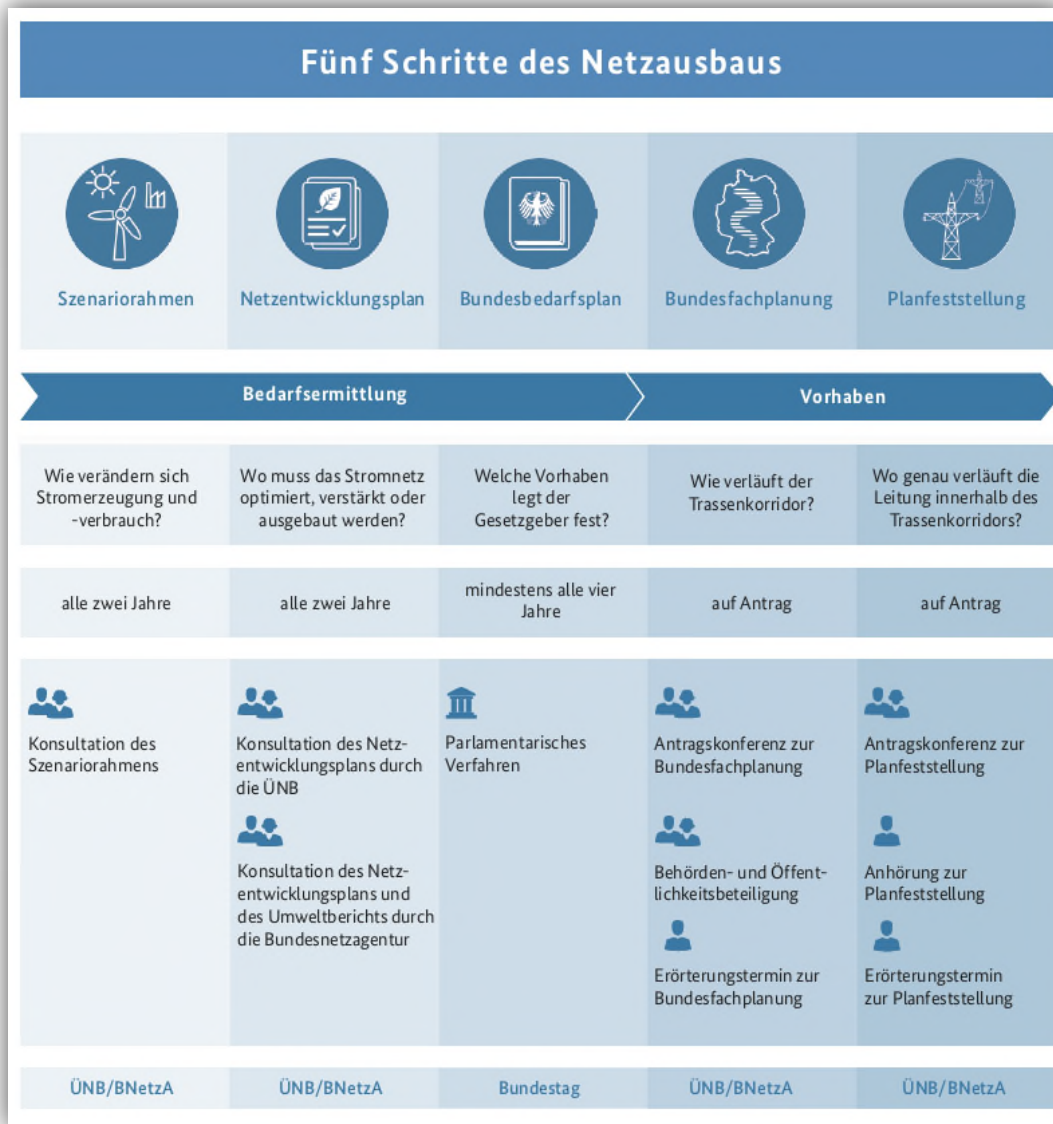 Fünf Schritte des Netzausbaus
Szenariorahmen
Netzentwicklungsplan
Bundesbedarfsplan
Bundesfachplanung
Planfeststellung
Bedarfsermittlung
Vorhaben
Wie verändern sich
Stromerzeugung und
-verbrauch?
Wo muss das Stromnetz
optimiert, verstärkt oder
ausgebaut werden?
Welche Vorhaben
legt der
Gesetzgeber fest?
Wie verläuft der
Trassenkorridor?
Wo genau verläuft die
Leitung innerhalb des
Trassenkorridors?
alle zwei Jahre
alle zwei Jahre
mindestens alle vier
Jahre
auf Antrag
auf Antrag
Konsultation des
Szenariorahmens
Konsultation des Netz-
entwicklungsplans durch
die ÜNB
Konsultation des Netz-
entwicklungsplans und
des Umweltberichts durch
die Bundesnetzagentur
Parlamentarisches
Verfahren
Antragskonferenz zur
Bundesfachplanung
Behörden- und Öffent-
lichkeitsbeteiligung
Erörterungstermin zur
Bundesfachplanung
Antragskonferenz zur
Planfeststellung
Anhörung zur
Planfeststellung
Erörterungstermin
zur Planfeststellung
ÜNB/BNetzA
ÜNB/BNetzA
Bundestag
ÜNB/BNetzA
ÜNB/BNetzA